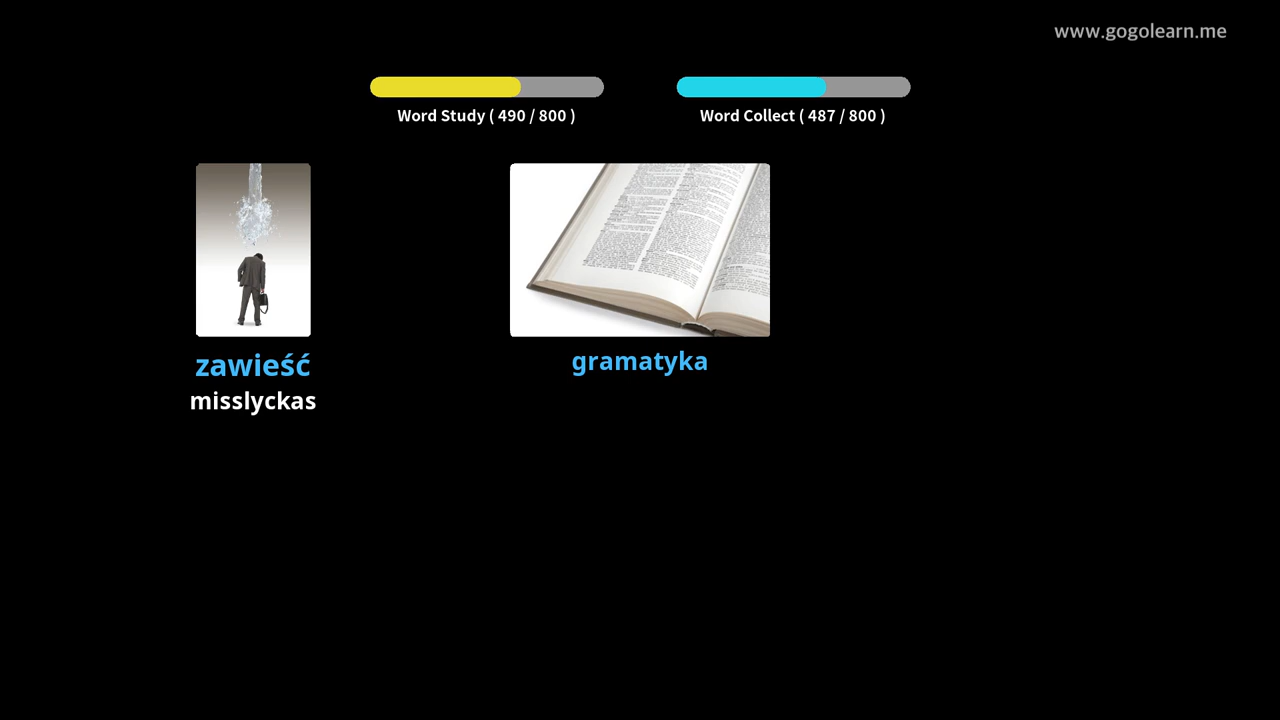 www.gogolearn.me
Word Study ( 490 / 800 )
Word Collect ( 487 / 800 )
zawieść
misslyckas
gramatyka